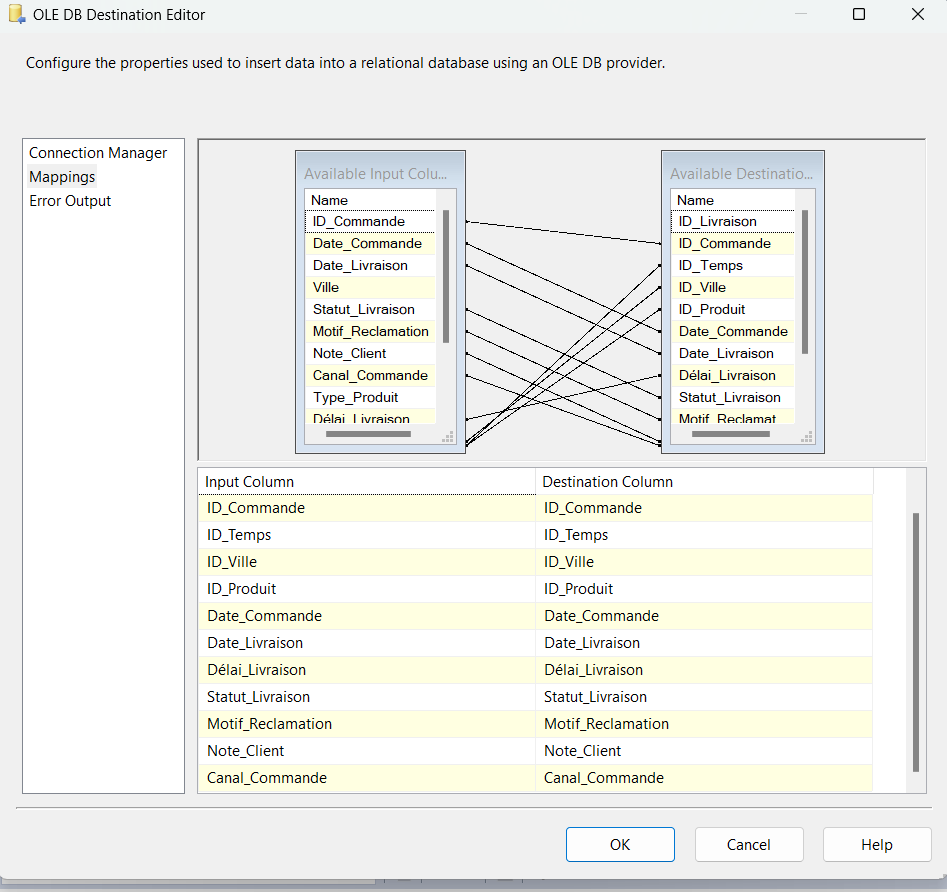 OLE DB Destination Editor
Configure the properties used to insert data into a relational database using an OLE DB provider.
Connection Manager
Mappings
Error Output
Available Input Colu...
Name
ID_Commande
Date_Commande
Date_Livraison
Ville
Statut_Livraison
Motif_Reclamation
Note_Client
Canal_Commande
Type_Produit
Délai_Livraison
Available Destinatio...
Name
ID_Livraison
ID_Commande
ID_Temps
ID_Ville
ID_Produit
Date_Commande
Date_Livraison
Délai_Livraison
Statut_Livraison
Motif_Reclamat
Input Column Destination Column
ID_Commande ID_Commande
ID_Temps ID_Temps
ID_Ville ID_Ville
ID_Produit ID_Produit
Date_Commande Date_Commande
Date_Livraison Date_Livraison
Délai_Livraison Délai_Livraison
Statut_Livraison Statut_Livraison
Motif_Reclamation Motif_Reclamation
Note_Client Note_Client
Canal_Commande Canal_Commande
OK Cancel Help